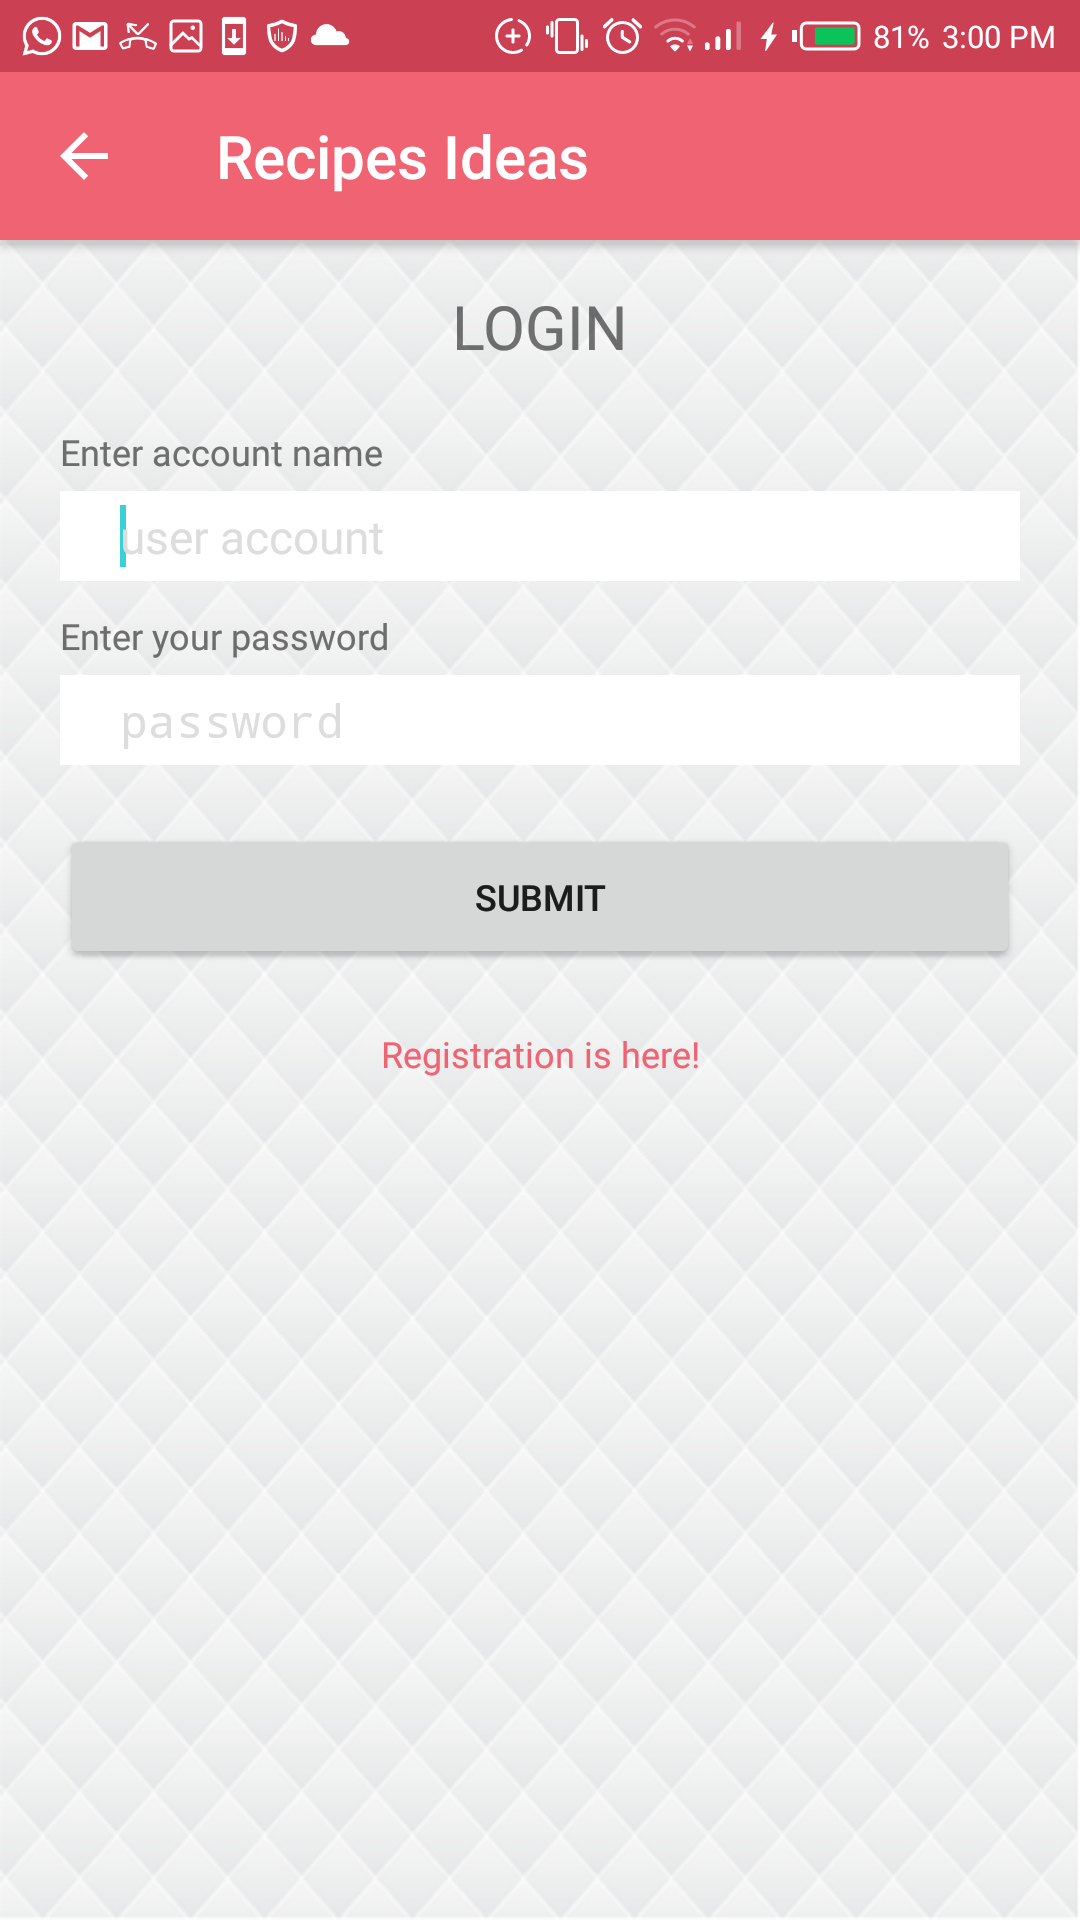 81% 3:00 PM
Recipes Ideas
LOGIN
Enter account name
user account
Enter your password
password
SUBMIT
Registration is here!